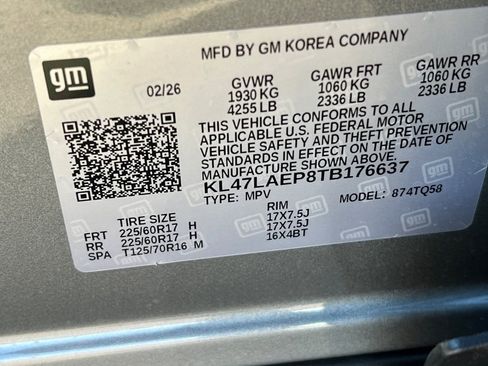 gm
MFD BY GM KOREA COMPANY
02/26 GVWR GAWR FRT GAWR RR
1930 KG 1060 KG 1060 KG
4255 LB 2336 LB 2336 LB
THIS VEHICLE CONFORMS TO ALL
APPLICABLE U.S. FEDERAL MOTOR
VEHICLE SAFETY AND THEFT PREVENTION
STANDARDS IN EFFECT ON THE DATE OF
MANUFACTURE SHOWN ABOVE.
KL47LAEP8TB176637
TYPE: MPV MODEL: 874TQ58
TIRE SIZE RIM
FRT 225/60R17 H 17X7.5J
RR 225/60R17 H 17X7.5J
SPA T125/70R16 M 16X4BT